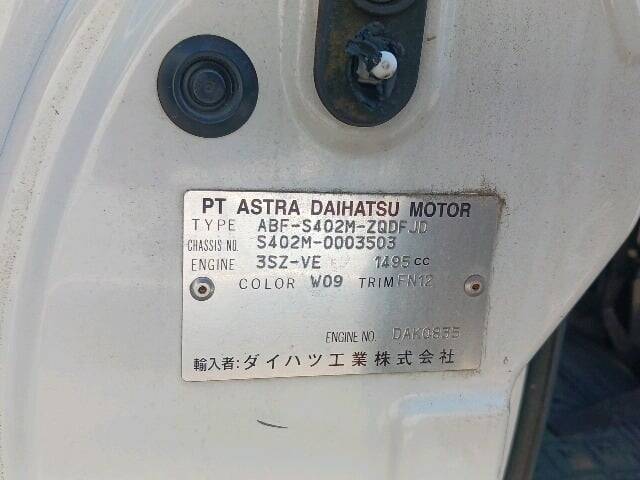 PT ASTRA DAIHATSU MOTOR
TYPE ABF-S402M-ZQDFJD
CHASSIS NO. S402M-0003503
ENGINE 3SZ-VE 1495 cc
COLOR W09 TRIM FN12
ENGINE NO. DAK0835
輸入者: ダイハツ工業株式会社